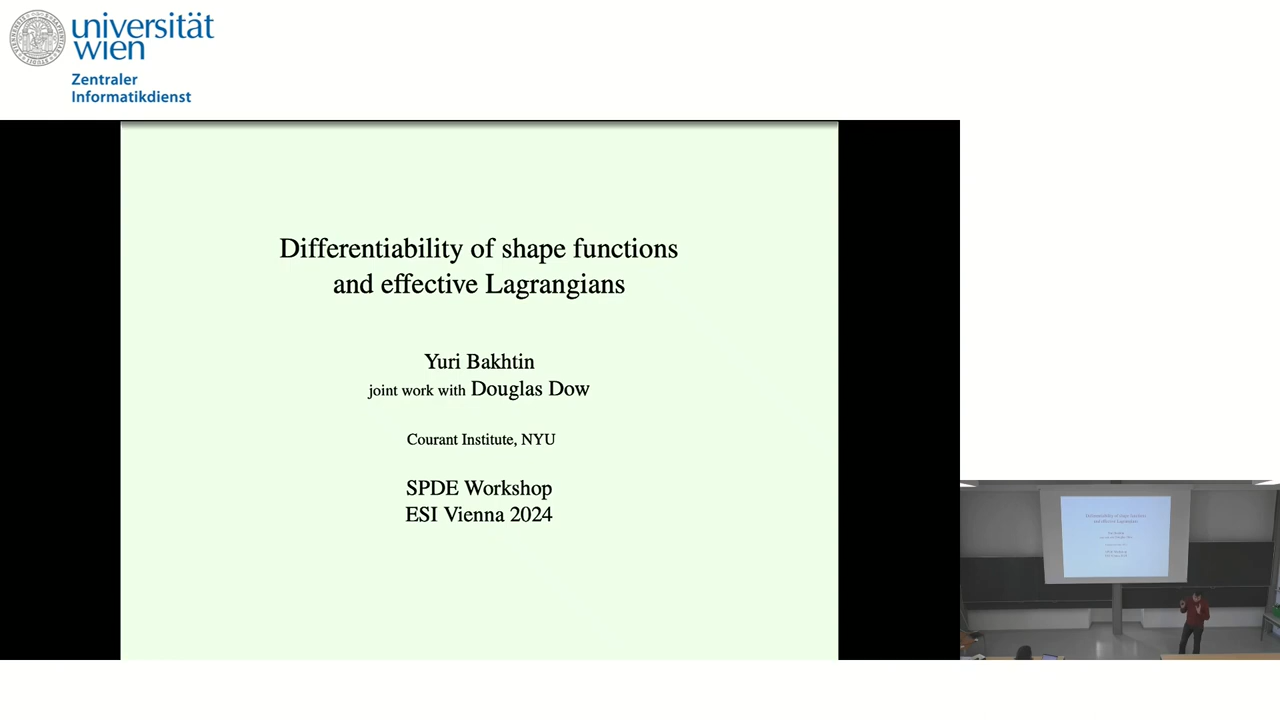 universität
wien
Zentraler
Informatikdienst
Differentiability of shape functions
and effective Lagrangians
Yuri Bakhtin
joint work with Douglas Dow
Courant Institute, NYU
SPDE Workshop
ESI Vienna 2024